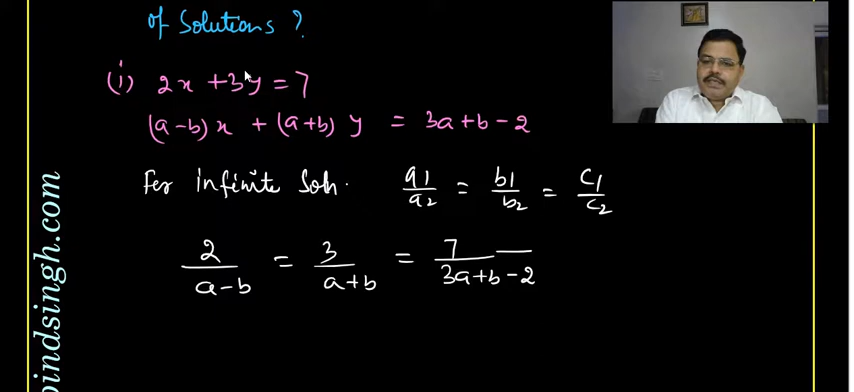 of Solutions ?
(i) 2x + 3y = 7
(a-b)x + (a+b) y = 3a+b-2
For infinite Soln. a1/a2 = b1/b2 = c1/c2
2/(a-b) = 3/(a+b) = 7/(3a+b-2)
oindsingh.com